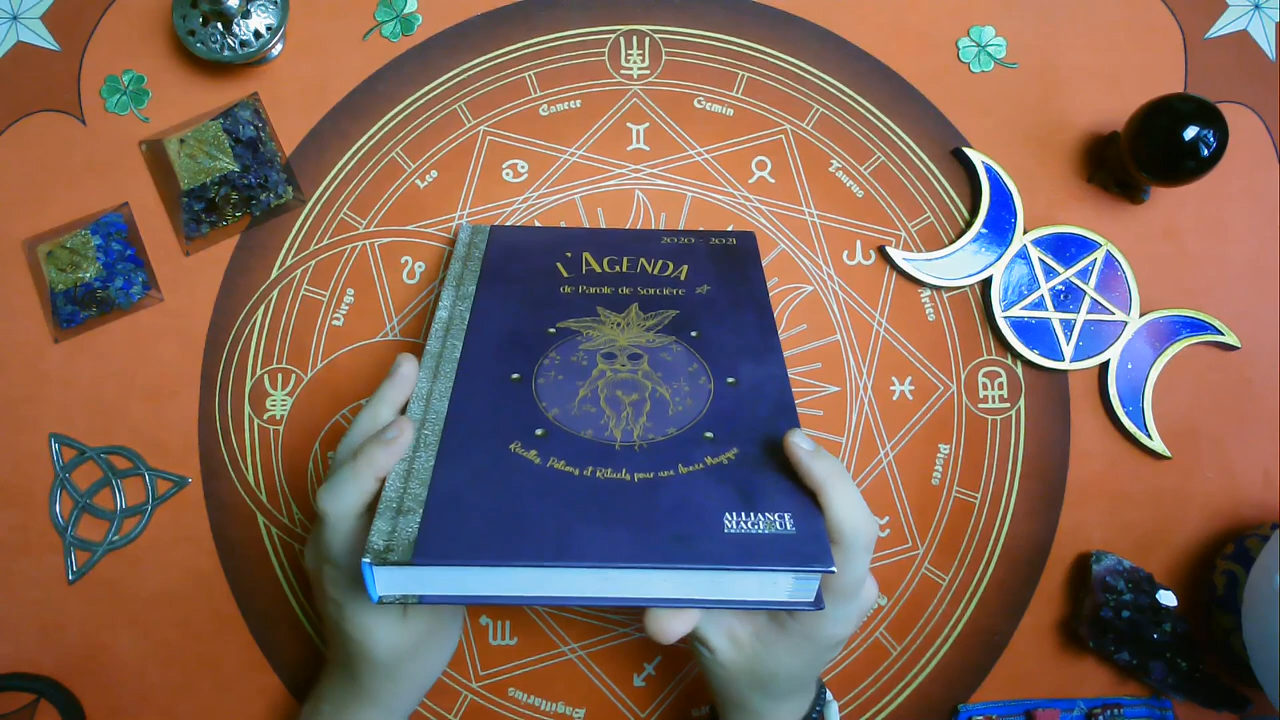 Cancer
Gemin
Leo
Taurus
Virgo
Aries
2020 - 2021
L'AGENDA
de Parole de Sorcière
Recettes, Potions et Rituels pour une Année Magique
ALLIANCE
MAGIQUE
EDITIONS
Pisces
Sagittarius